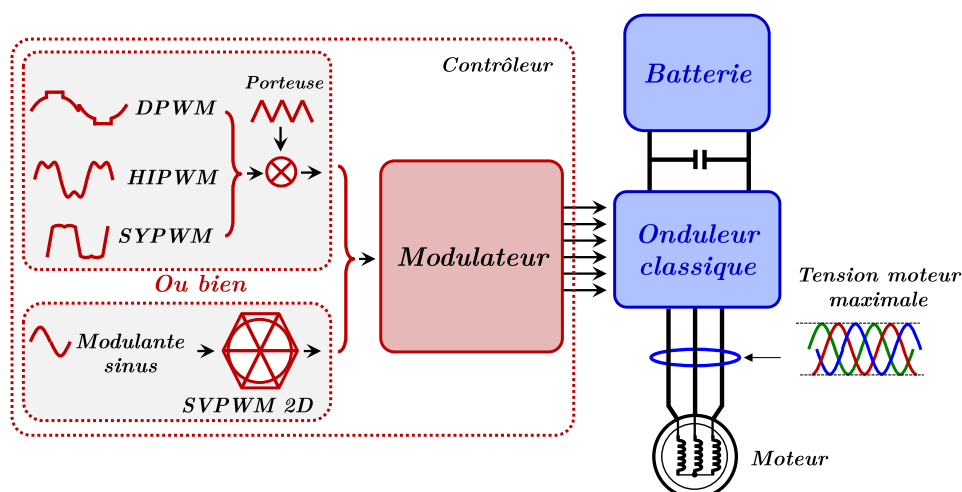 Contrôleur
Porteuse
DPWM
HIPWM
SYPWM
Ou bien
Modulante
sinus
SVPWM 2D
Modulateur
Batterie
Onduleur
classique
Tension moteur
maximale
Moteur